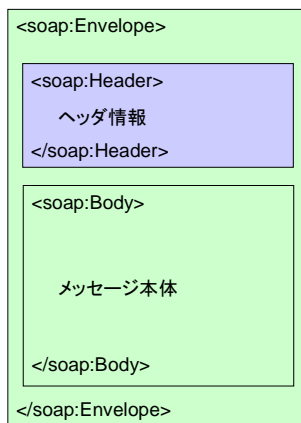 <soap:Envelope>
<soap:Header>
ヘッダ情報
</soap:Header>
<soap:Body>
メッセージ本体
</soap:Body>
</soap:Envelope>